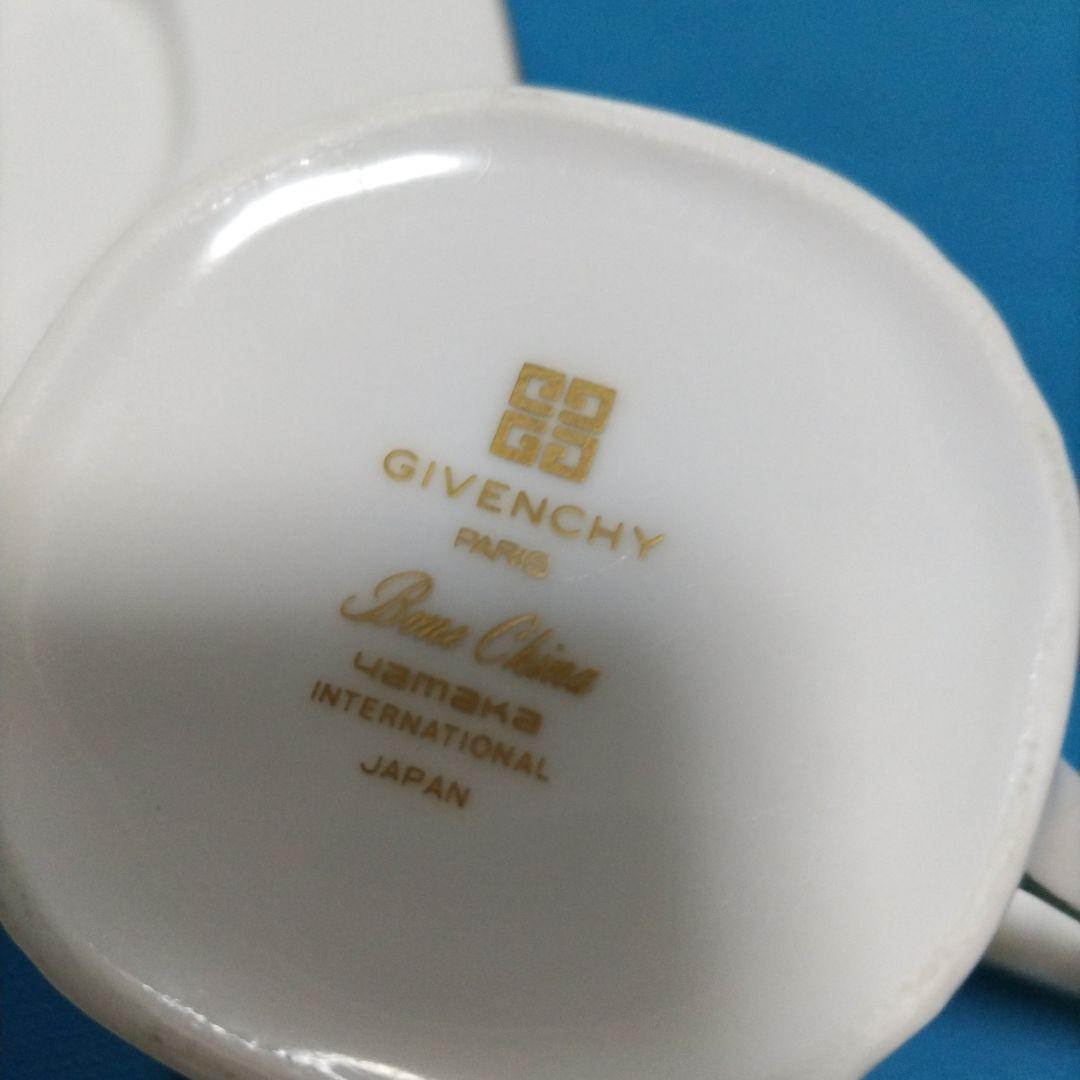 GIVENCHY
PARIS
Bone China
yamaka
INTERNATIONAL
JAPAN